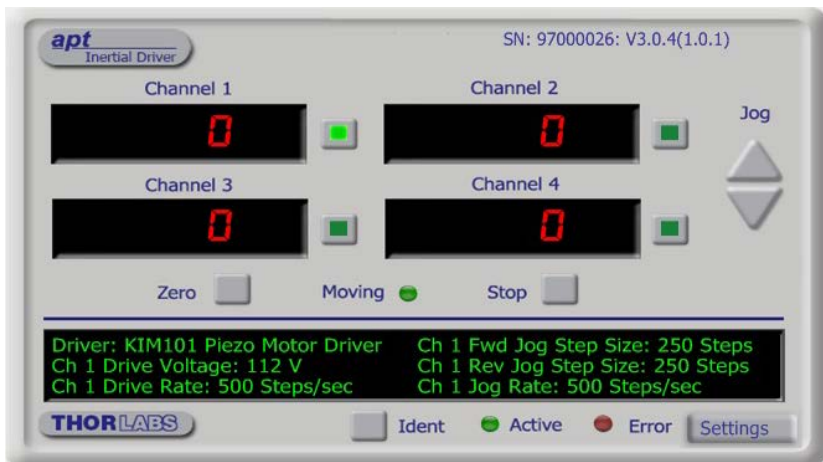 apt
Inertial Driver
SN: 97000026: V3.0.4(1.0.1)
Channel 1
Channel 2
0
0
Jog
Channel 3
Channel 4
0
0
Zero
Moving
Stop
Driver: KIM101 Piezo Motor Driver
Ch 1 Drive Voltage: 112 V
Ch 1 Drive Rate: 500 Steps/sec
Ch 1 Fwd Jog Step Size: 250 Steps
Ch 1 Rev Jog Step Size: 250 Steps
Ch 1 Jog Rate: 500 Steps/sec
THORLABS
Ident
Active
Error
Settings